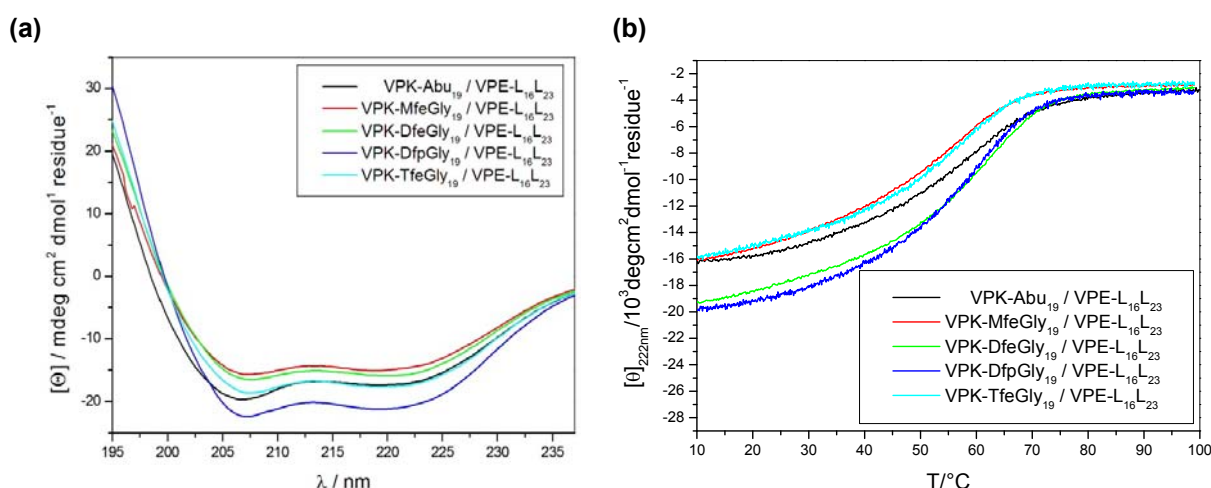 (a)
30
20
10
0
-10
-20
[Θ] / mdeg cm² dmol⁻¹ residue⁻¹
VPK-Abu₁₉ / VPE-L₁₆L₂₃
VPK-MfeGly₁₉ / VPE-L₁₆L₂₃
VPK-DfeGly₁₉ / VPE-L₁₆L₂₃
VPK-DfpGly₁₉ / VPE-L₁₆L₂₃
VPK-TfeGly₁₉ / VPE-L₁₆L₂₃
195 200 205 210 215 220 225 230 235
λ / nm
(b)
-2
-4
-6
-8
-10
-12
-14
-16
-18
-20
-22
-24
-26
-28
[θ]₂₂₂ₙₘ/10³degcm²dmol⁻¹residue⁻¹
VPK-Abu₁₉ / VPE-L₁₆L₂₃
VPK-MfeGly₁₉ / VPE-L₁₆L₂₃
VPK-DfeGly₁₉ / VPE-L₁₆L₂₃
VPK-DfpGly₁₉ / VPE-L₁₆L₂₃
VPK-TfeGly₁₉ / VPE-L₁₆L₂₃
10 20 30 40 50 60 70 80 90 100
T/°C